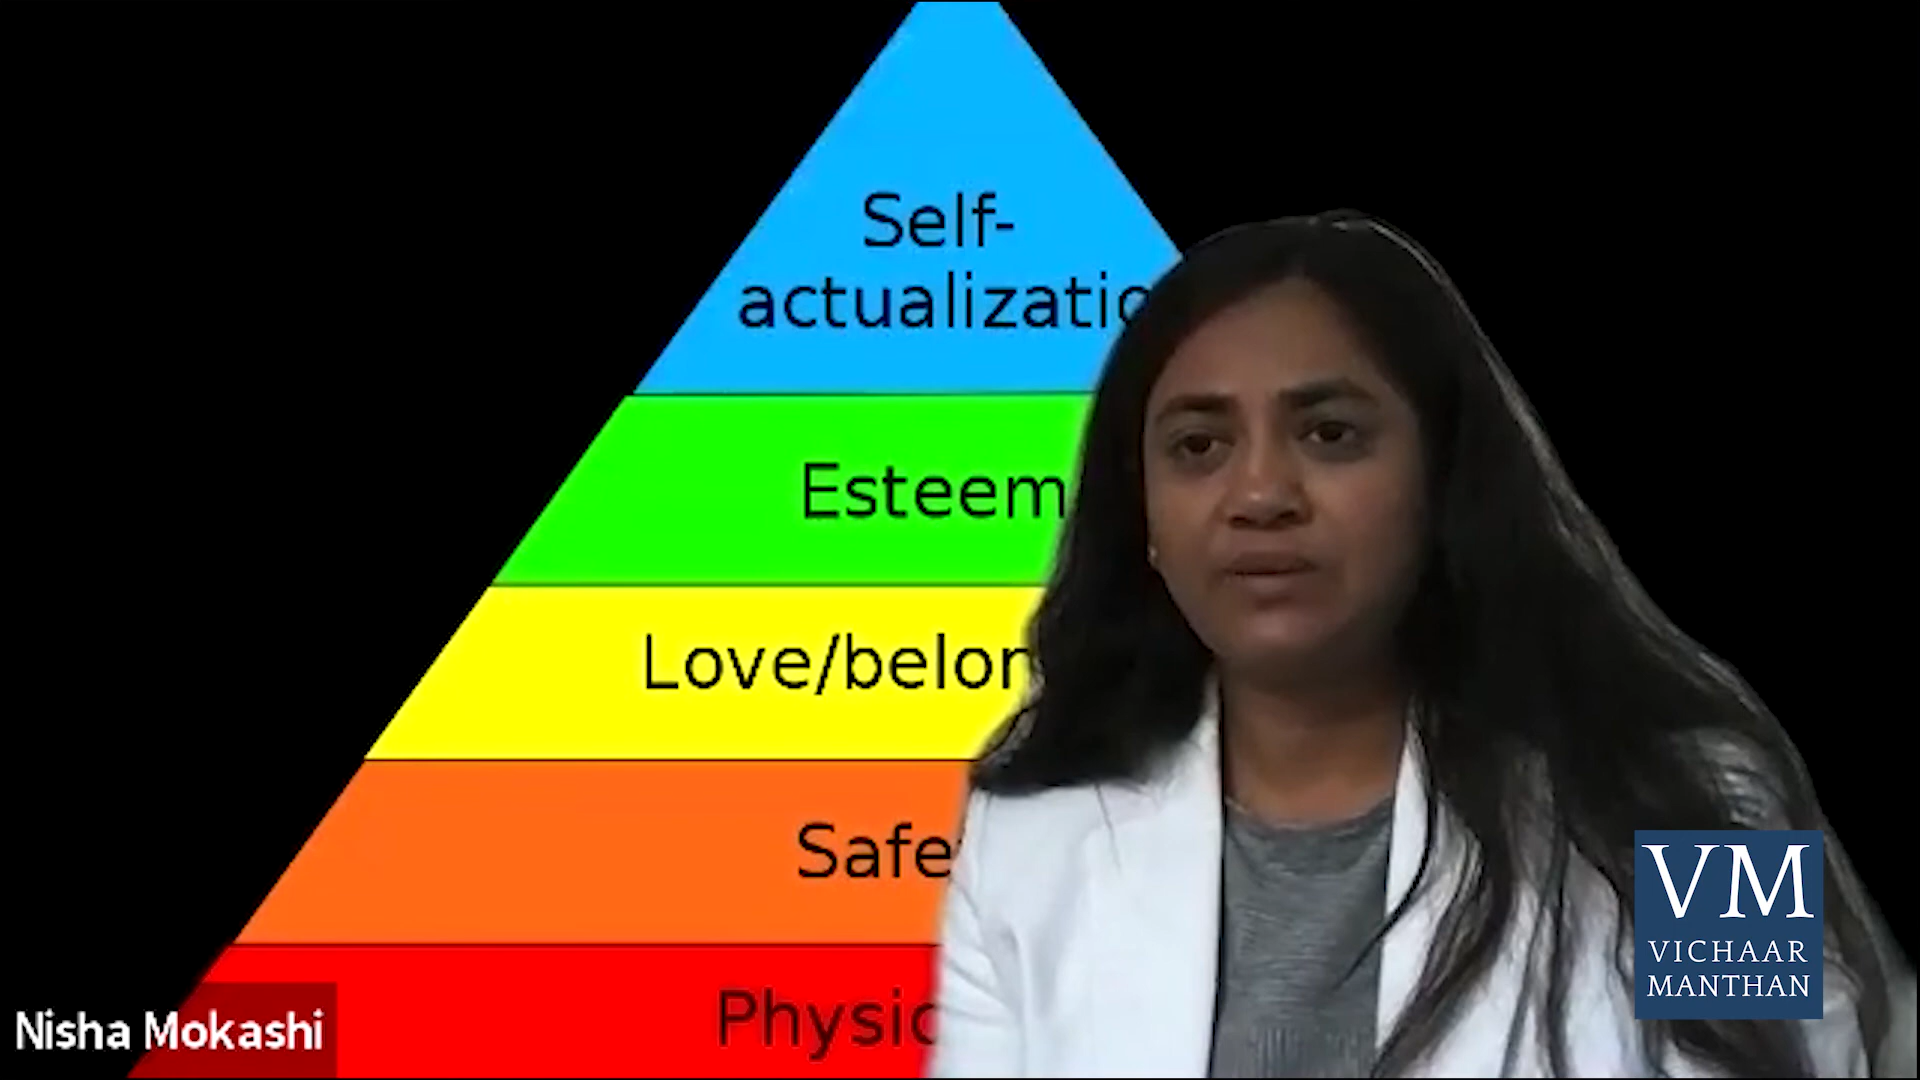 Self-
actualizatio
Esteem
Love/belon
Safe
Physic
Nisha Mokashi
VM
VICHAAR
MANTHAN